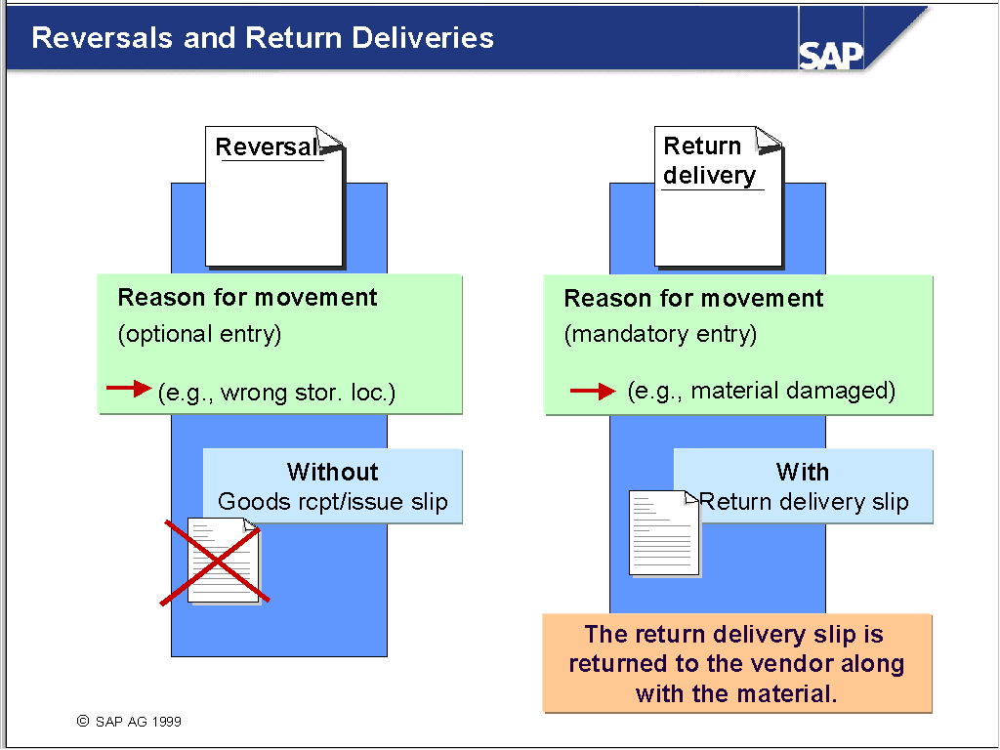 Reversals and Return Deliveries
SAP
Reversal
Reason for movement
(optional entry)
(e.g., wrong stor. loc.)
Without
Goods rcpt/issue slip
Return
delivery
Reason for movement
(mandatory entry)
(e.g., material damaged)
With
Return delivery slip
The return delivery slip is
returned to the vendor along
with the material.
© SAP AG 1999